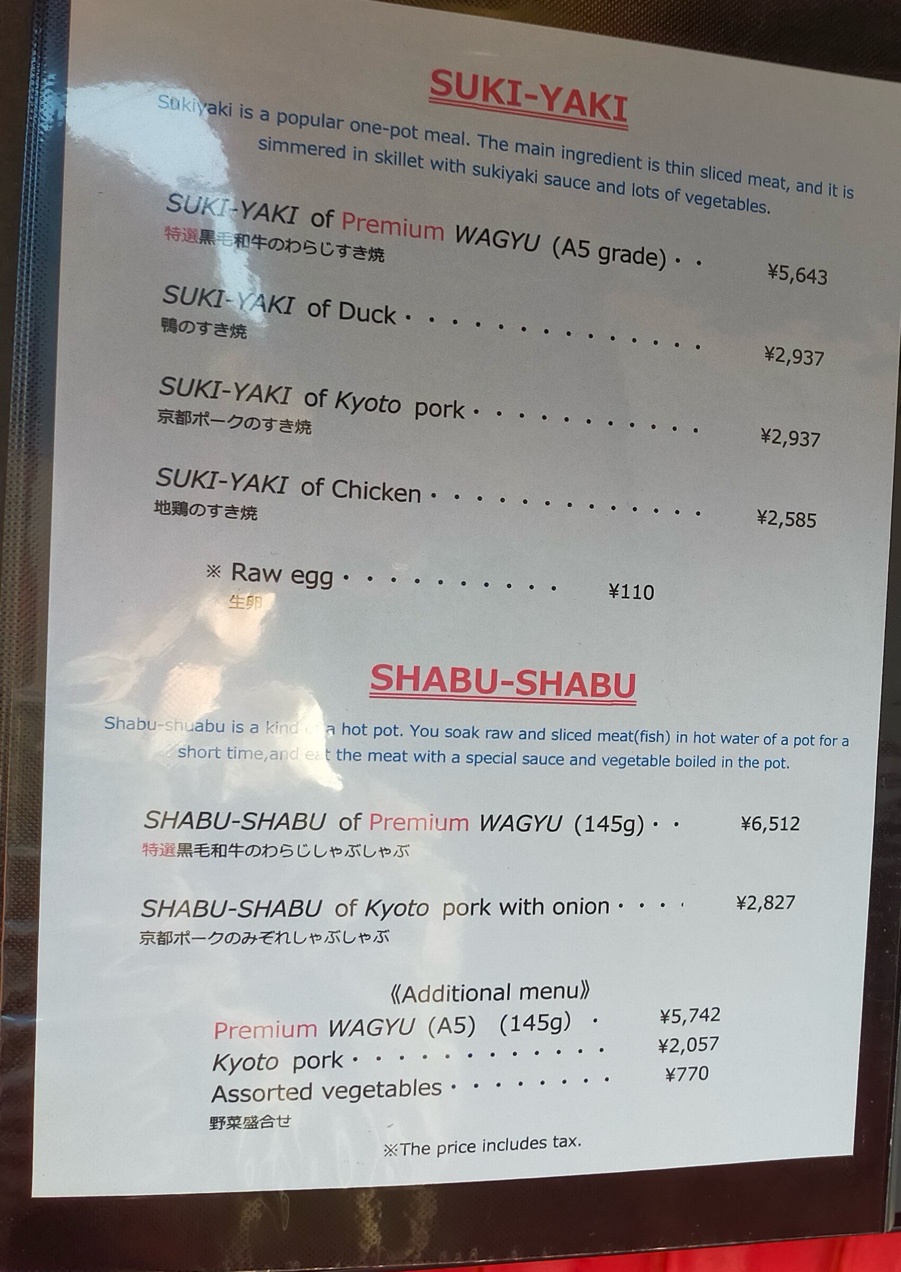 SUKI-YAKI
Sukiyaki is a popular one-pot meal. The main ingredient is thin sliced meat, and it is
simmered in skillet with sukiyaki sauce and lots of vegetables.
SUKI-YAKI of Premium WAGYU (A5 grade)・・ ¥5,643
特選黒毛和牛のわらじすき焼
SUKI-YAKI of Duck・・・・・・・・・・・ ¥2,937
鴨のすき焼
SUKI-YAKI of Kyoto pork・・・・・・・・・ ¥2,937
京都ポークのすき焼
SUKI-YAKI of Chicken・・・・・・・・・・ ¥2,585
地鶏のすき焼
※ Raw egg・・・・・・・・・・ ¥110
生卵
SHABU-SHABU
Shabu-shuabu is a kind a hot pot. You soak raw and sliced meat(fish) in hot water of a pot for a
short time,and eat the meat with a special sauce and vegetable boiled in the pot.
SHABU-SHABU of Premium WAGYU (145g)・・ ¥6,512
特選黒毛和牛のわらじしゃぶしゃぶ
SHABU-SHABU of Kyoto pork with onion・・・・ ¥2,827
京都ポークのみぞれしゃぶしゃぶ
《Additional menu》
Premium WAGYU (A5) (145g)・ ¥5,742
Kyoto pork・・・・・・・・・・・・ ¥2,057
Assorted vegetables・・・・・・・・ ¥770
野菜盛合せ
※The price includes tax.